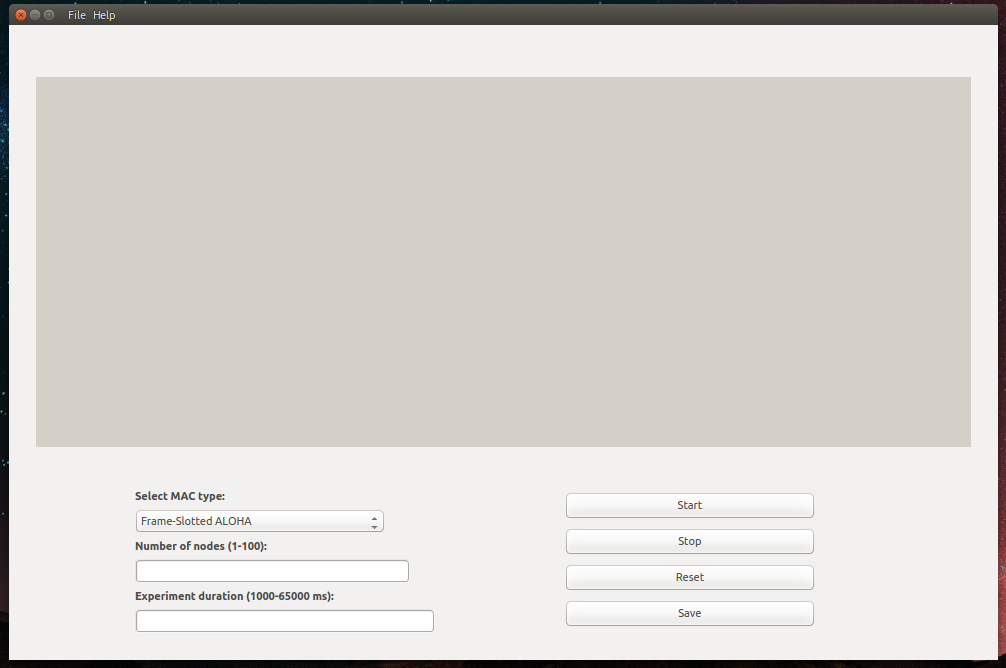 File Help
Select MAC type:
Frame-Slotted ALOHA
Number of nodes (1-100):
Experiment duration (1000-65000 ms):
Start
Stop
Reset
Save